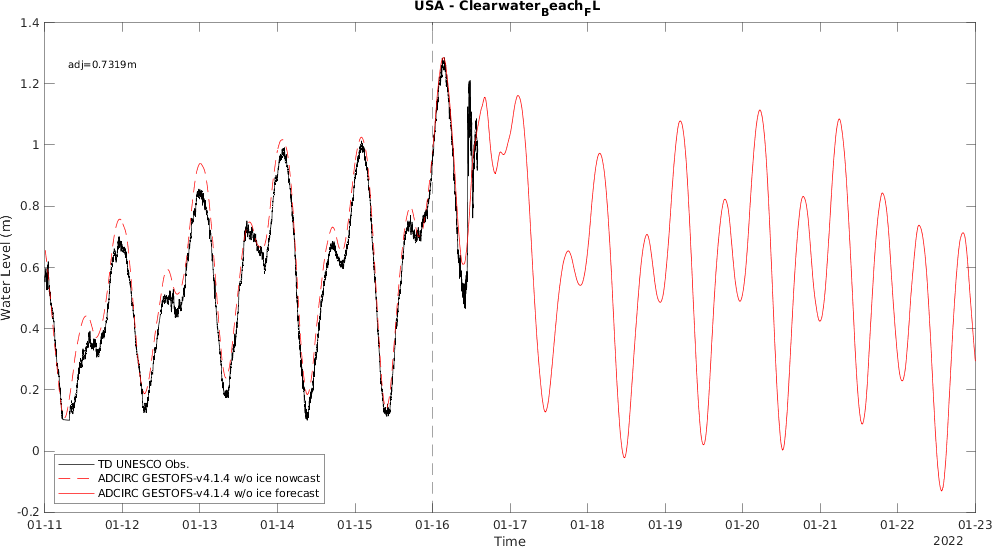 USA - Clearwater_Beach_FL
1.4
adj=0.7319m
1.2
1
0.8
0.6
0.4
0.2
0
-0.2
Water Level (m)
TD UNESCO Obs.
ADCIRC GESTOFS-v4.1.4 w/o ice nowcast
ADCIRC GESTOFS-v4.1.4 w/o ice forecast
01-11 01-12 01-13 01-14 01-15 01-16 01-17 01-18 01-19 01-20 01-21 01-22 01-23
Time
2022